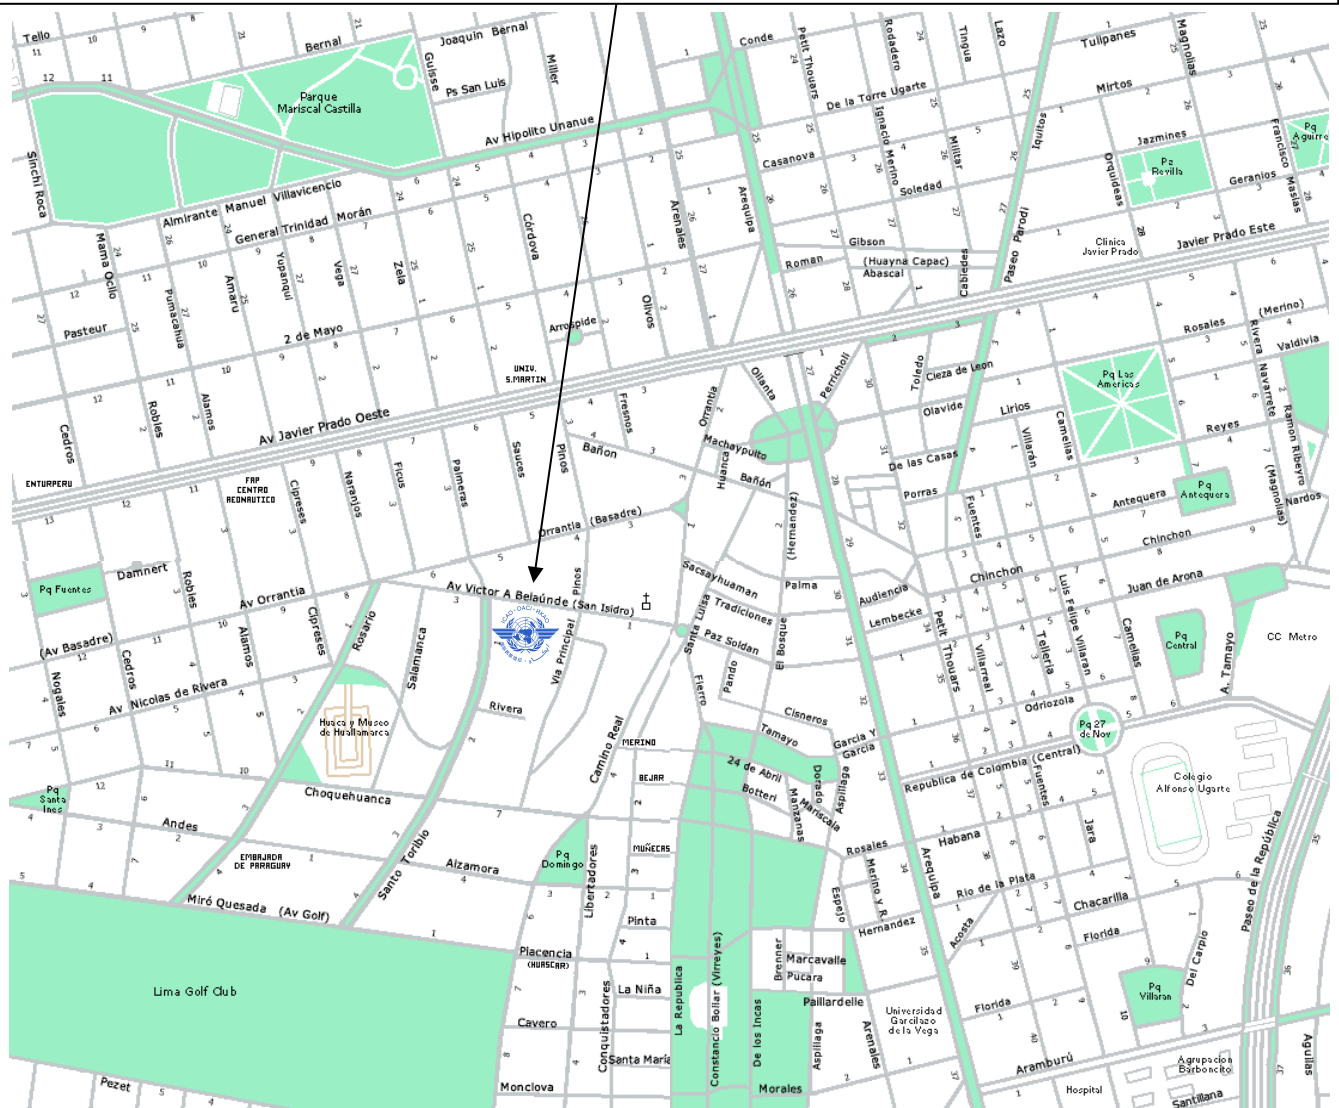 Tello
Bernal
Joaquin Bernal
Guisse
Miller
Ps San Luis
Conde
Petit Thouars
Rodadero
Tingua
Lazo
Tulipanes
Magnolias
Parque
Mariscal Castilla
De la Torre Ugarte
Mirtos
Iquitos
Av Hipolito Unanue
Ignacio Merino
Militar
Jazmines
Francisco Masias
Pq
Aguirre
Sinchi Roca
Casanova
Soledad
Orquideas
Pz
Revilla
Geranios
Almirante Manuel Villavicencio
General Trinidad Morán
Córdova
Arenales
Arequipa
Paseo Parodi
Mama Ocllo
Gibson
(Huayna Capac)
Abascal
Roman
Cabiedes
Clinica
Javier Prado
Javier Prado Este
Pumacahua
Amaru
Yupanqui
Vega
Zela
Pasteur
2 de Mayo
Arrospide
Olivos
Rosales
(Merino)
Valdivia
Rivera Navarrete
UNIV.
S.MARTIN
Ollanta
Perricholi
Toledo
Cieza de Leon
Pq Las
Americas
Cedros
Robles
Alamos
Av Javier Prado Oeste
Fresnos
Orrantia
Olavide
Lirios
Villarán
Camelias
Reyes
Ramon Ribeyro
Machaypuito
Sauces
Pinos
Bañon
Huanca
Bañón
De las Casas
ENTURPERU
FAP
CENTRO
AEONAUTICO
Cipreses
Naranjos
Ficus
Palmeras
Porras
Fuentes
Antequera
Pq
Antequera
(Magnolias)
Nardos
Orrantia (Basadre)
(Hernandez)
Chinchon
Damnert
Pq Fuentes
Robles
Av Orrantia
Av Victor A Belaúnde (San Isidro)
Pinos
Sacsayhuaman
Palma
Audiencia
Chinchon
Juan de Arona
(Av Basadre)
Cipreses
Rosario
Salamanca
ICAO · OACI · ИКАО
Via Principal
Tradiciones
Santa Luisa
Paz Soldan
El Bosque
Lembecke
Petit Thouars
Luis Felipe Villaran
Telleria
Camelias
Pq
Central
A. Tamayo
CC Metro
Nogales
Cedros
Alamos
Av Nicolas de Rivera
Rivera
Pando
Fierro
Villarreal
Huaca y Museo
de Huallamarca
Cisneros
Odriozola
Pq 27
de Nov
Camino Real
MERINO
Tamayo
Garcia Y
Garcia
BEJAR
24 de Abril
Dorado
Aspillaga
Republica de Colombia (Central)
Fuentes
Colegio
Alfonso Ugarte
Pq
Santa
Ines
Choquehuanca
Botteri
Manzanas
Mariscala
Andes
EMBAJADA
DE PARAGUAY
Santo Toribio
Alzamora
Pq
Domingo
Libertadores
MUÑECAS
Rosales
Habana
Jara
Paseo de la República
Miró Quesada (Av Golf)
Merino y R
Arequipa
Rio de la Plata
Espejo
Chacarilla
Pinta
Hernandez
Acosta
Florida
Placencia
(HUASCAR)
Brenner
Marcavalle
Pucara
Del Carpio
Lima Golf Club
La Niña
Conquistadores
La Republica
Constancio Bollar (Virreyes)
De los Incas
Paillardelle
Pq
Villaran
Florida
Universidad
Garcilazo
de la Vega
Cavero
Santa María
Aspillaga
Arenales
Aramburú
Agrupacion
Barboncito
Aguilas
Pezet
Monclova
Morales
Hospital
Santillana